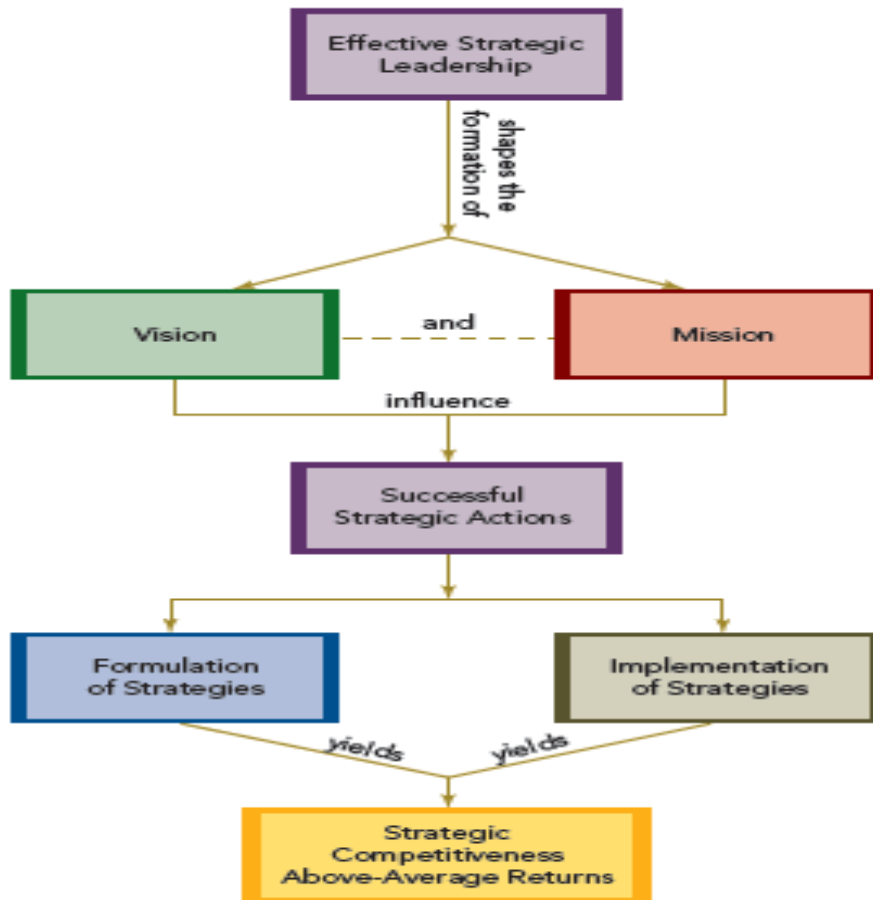 Effective Strategic
Leadership
shapes the
formation of
Vision
and
Mission
influence
Successful
Strategic Actions
Formulation
of Strategies
Implementation
of Strategies
yields
yields
Strategic
Competitiveness
Above-Average Returns